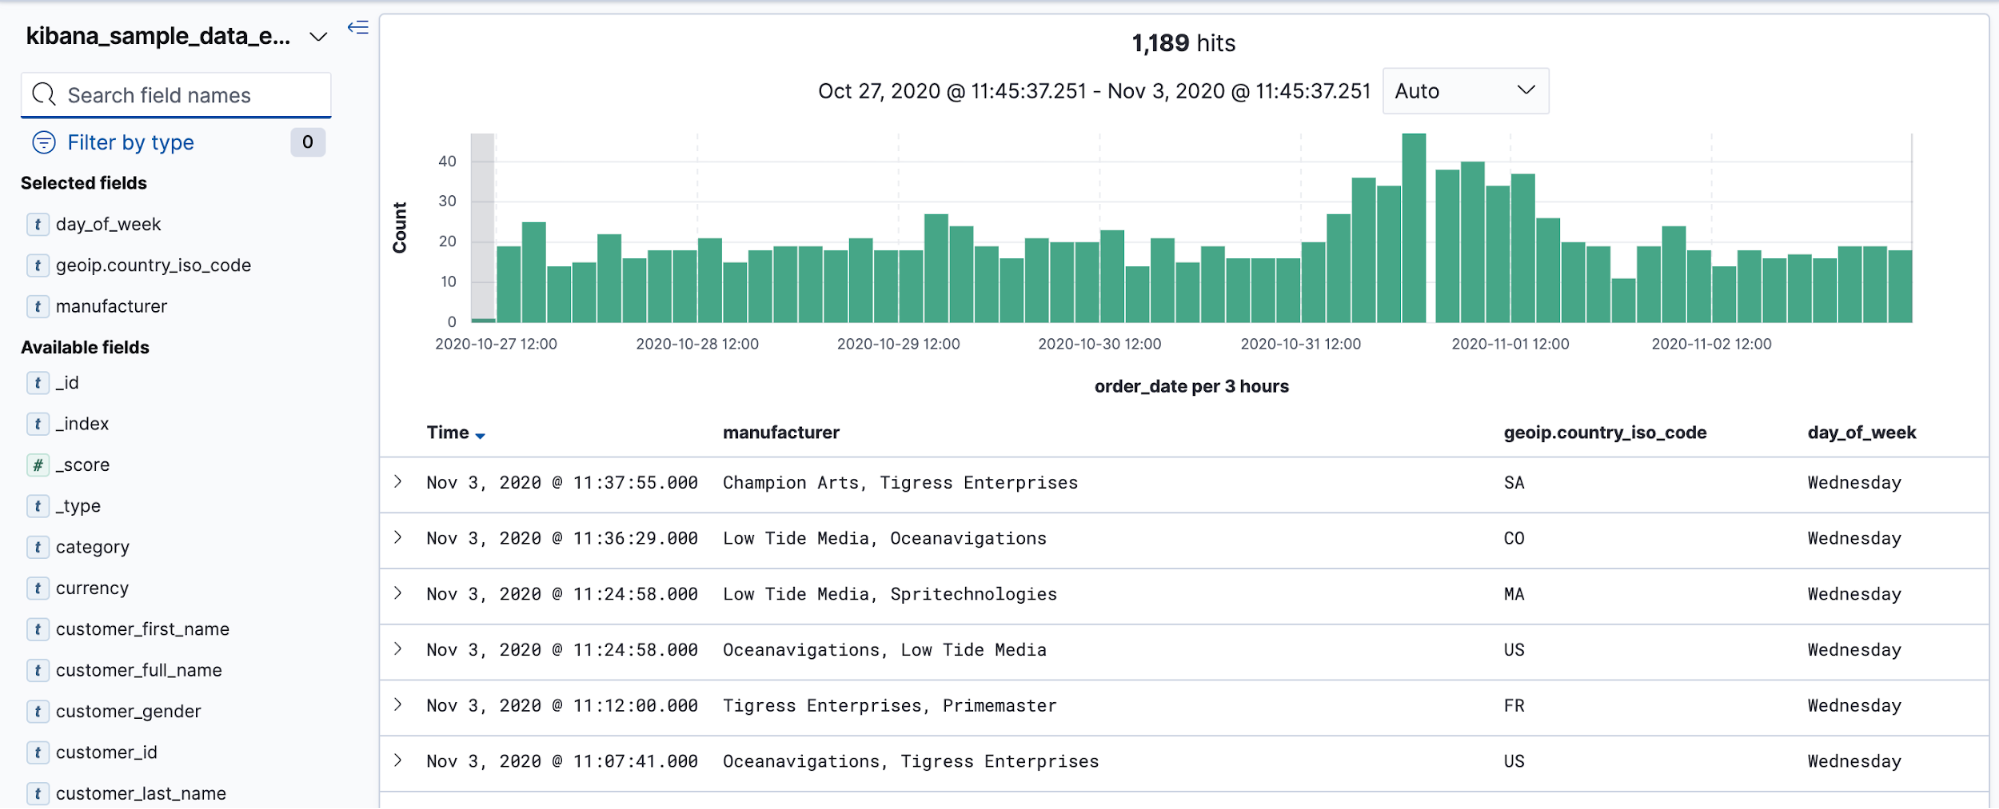 kibana_sample_data_e...
Search field names
Filter by type 0
Selected fields
t day_of_week
t geoip.country_iso_code
t manufacturer
Available fields
t _id
t _index
# _score
t _type
t category
t currency
t customer_first_name
t customer_full_name
t customer_gender
t customer_id
t customer_last_name
1,189 hits
Oct 27, 2020 @ 11:45:37.251 - Nov 3, 2020 @ 11:45:37.251 Auto
Count
40
30
20
10
0
2020-10-27 12:00 2020-10-28 12:00 2020-10-29 12:00 2020-10-30 12:00 2020-10-31 12:00 2020-11-01 12:00 2020-11-02 12:00
order_date per 3 hours
Time manufacturer geoip.country_iso_code day_of_week
Nov 3, 2020 @ 11:37:55.000 Champion Arts, Tigress Enterprises SA Wednesday
Nov 3, 2020 @ 11:36:29.000 Low Tide Media, Oceanavigations CO Wednesday
Nov 3, 2020 @ 11:24:58.000 Low Tide Media, Spritechnologies MA Wednesday
Nov 3, 2020 @ 11:24:58.000 Oceanavigations, Low Tide Media US Wednesday
Nov 3, 2020 @ 11:12:00.000 Tigress Enterprises, Primemaster FR Wednesday
Nov 3, 2020 @ 11:07:41.000 Oceanavigations, Tigress Enterprises US Wednesday